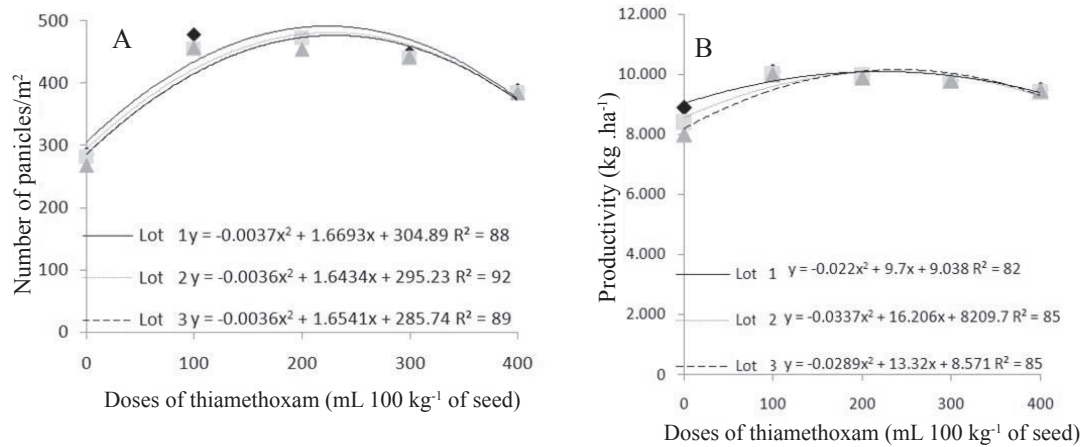 A
Number of panicles/m²
500
400
300
200
100
0
Lot 1 y = -0.0037x² + 1.6693x + 304.89 R² = 88
Lot 2 y = -0.0036x² + 1.6434x + 295.23 R² = 92
Lot 3 y = -0.0036x² + 1.6541x + 285.74 R² = 89
0 100 200 300 400
Doses of thiamethoxam (mL 100 kg⁻¹ of seed)
B
Productivity (kg .ha⁻¹)
12.000
10.000
8.000
6.000
4.000
2.000
0
Lot 1 y = -0.022x² + 9.7x + 9.038 R² = 82
Lot 2 y = -0.0337x² + 16.206x + 8209.7 R² = 85
Lot 3 y = -0.0289x² + 13.32x + 8.571 R² = 85
0 100 200 300 400
Doses of thiamethoxam (mL 100 kg⁻¹ of seed)